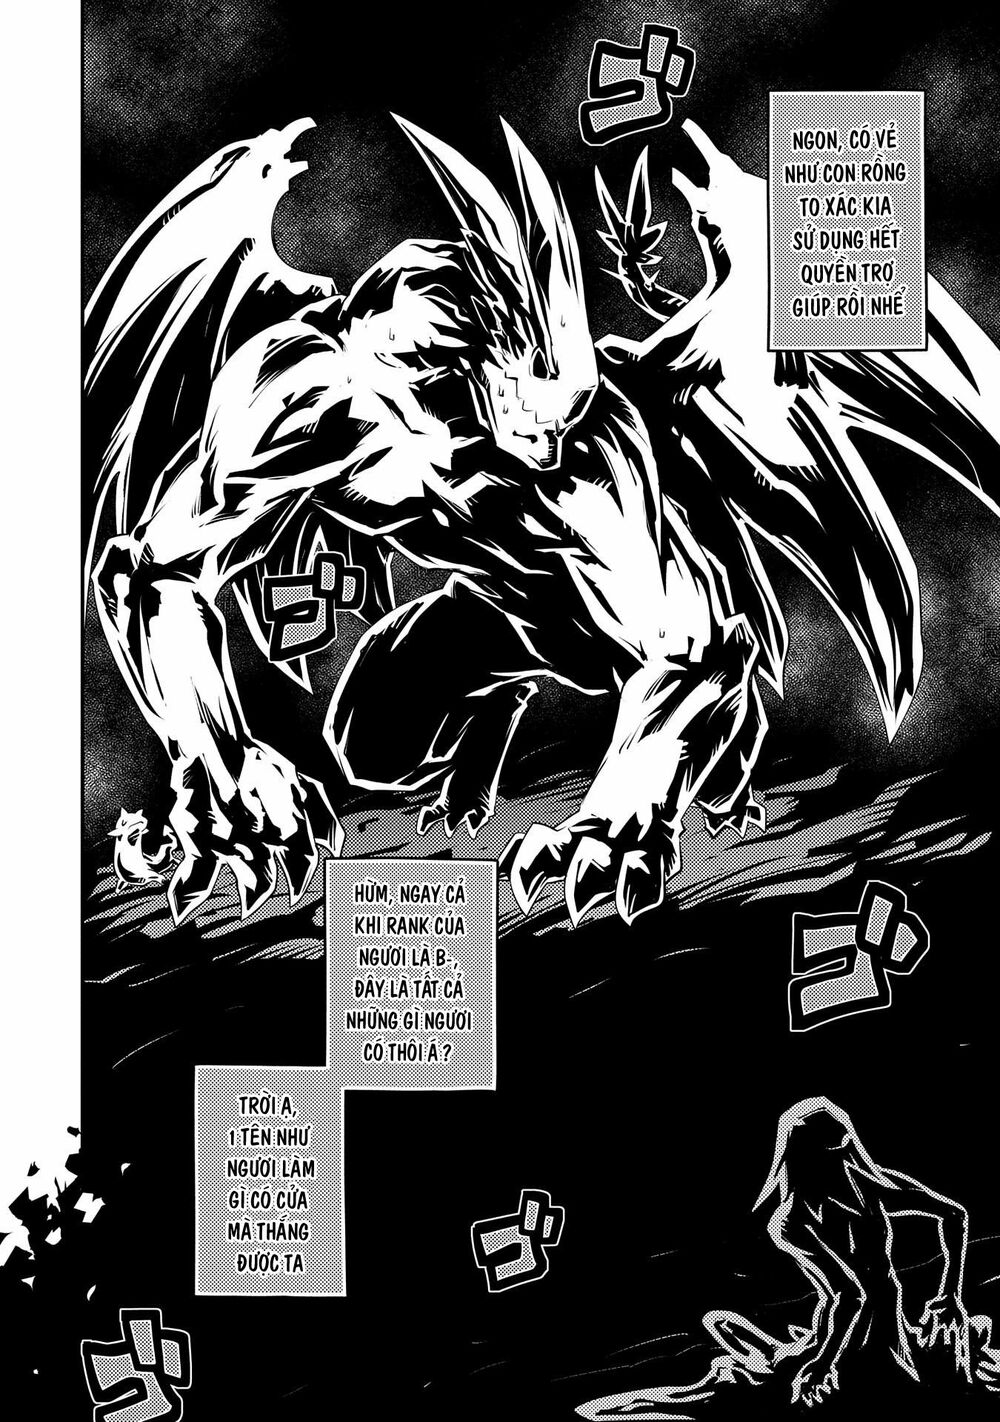 ゴ
NGON, CÓ VẺ
NHƯ CON RỒNG
TO XÁC KIA
SỬ DỤNG HẾT
QUYỀN TRỢ
GIÚP RỒI NHỂ
ゴ
HỪM, NGAY CẢ
KHI RANK CỦA
NGƯƠI LÀ B-,
ĐÂY LÀ TẤT CẢ
NHỮNG GÌ NGƯƠI
CÓ THÔI Á?
ゴ
TRỜI Ạ,
1 TÊN NHƯ
NGƯƠI LÀM
GÌ CÓ CỬA
MÀ THẮNG
ĐƯỢC TA
ゴ
ゴ